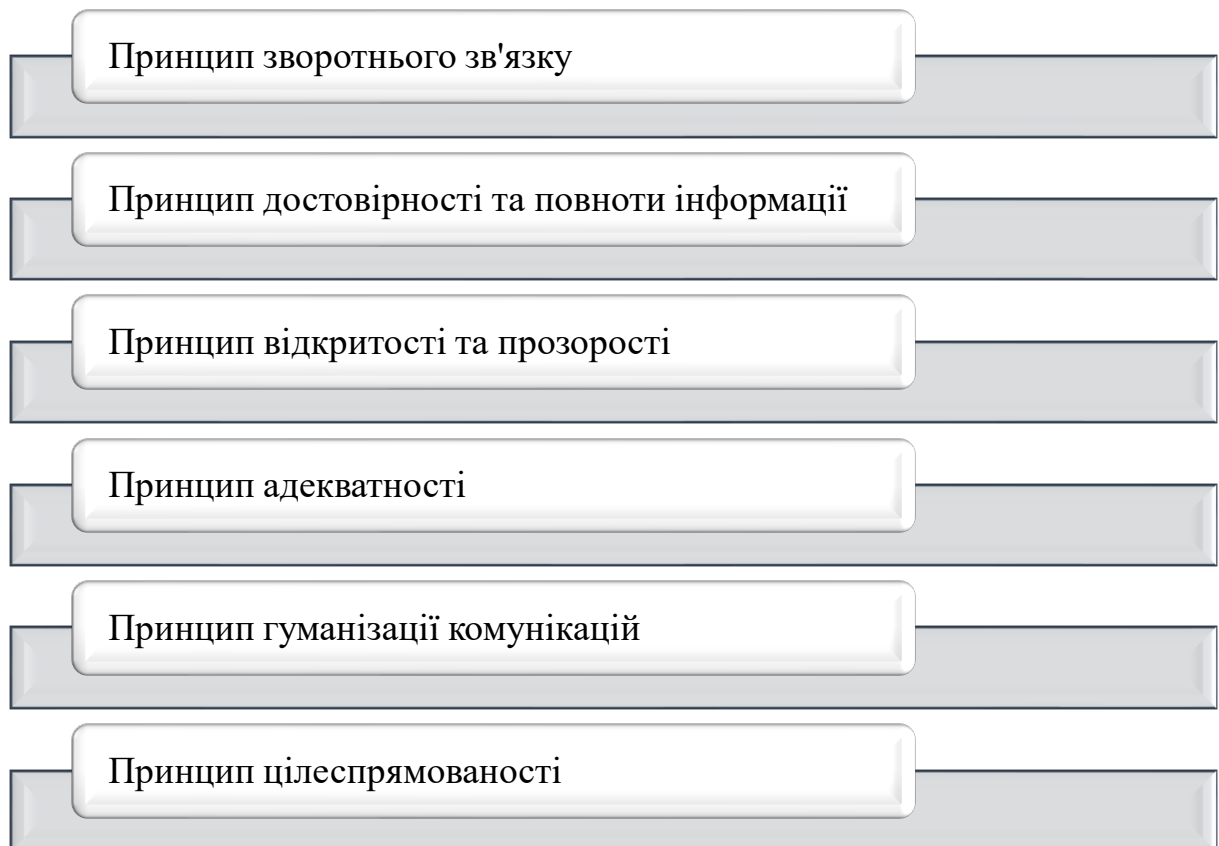 Принцип зворотнього зв'язку
Принцип достовірності та повноти інформації
Принцип відкритості та прозорості
Принцип адекватності
Принцип гуманізації комунікацій
Принцип цілеспрямованості